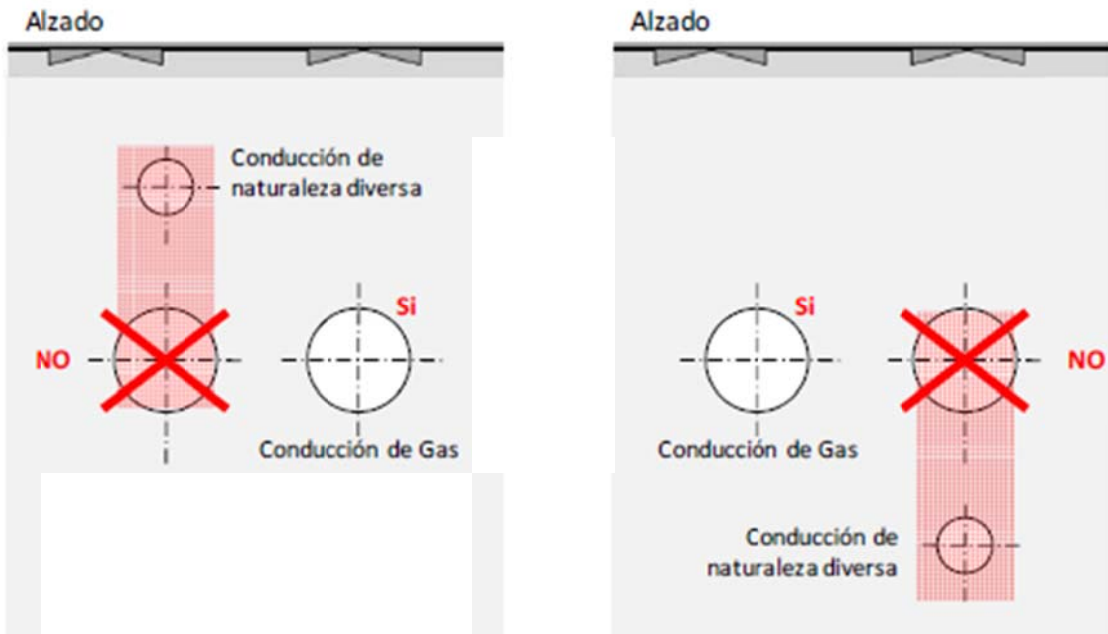 Alzado
Conducción de
naturaleza diversa
Si
NO
Conducción de Gas
Alzado
Si
NO
Conducción de Gas
Conducción de
naturaleza diversa